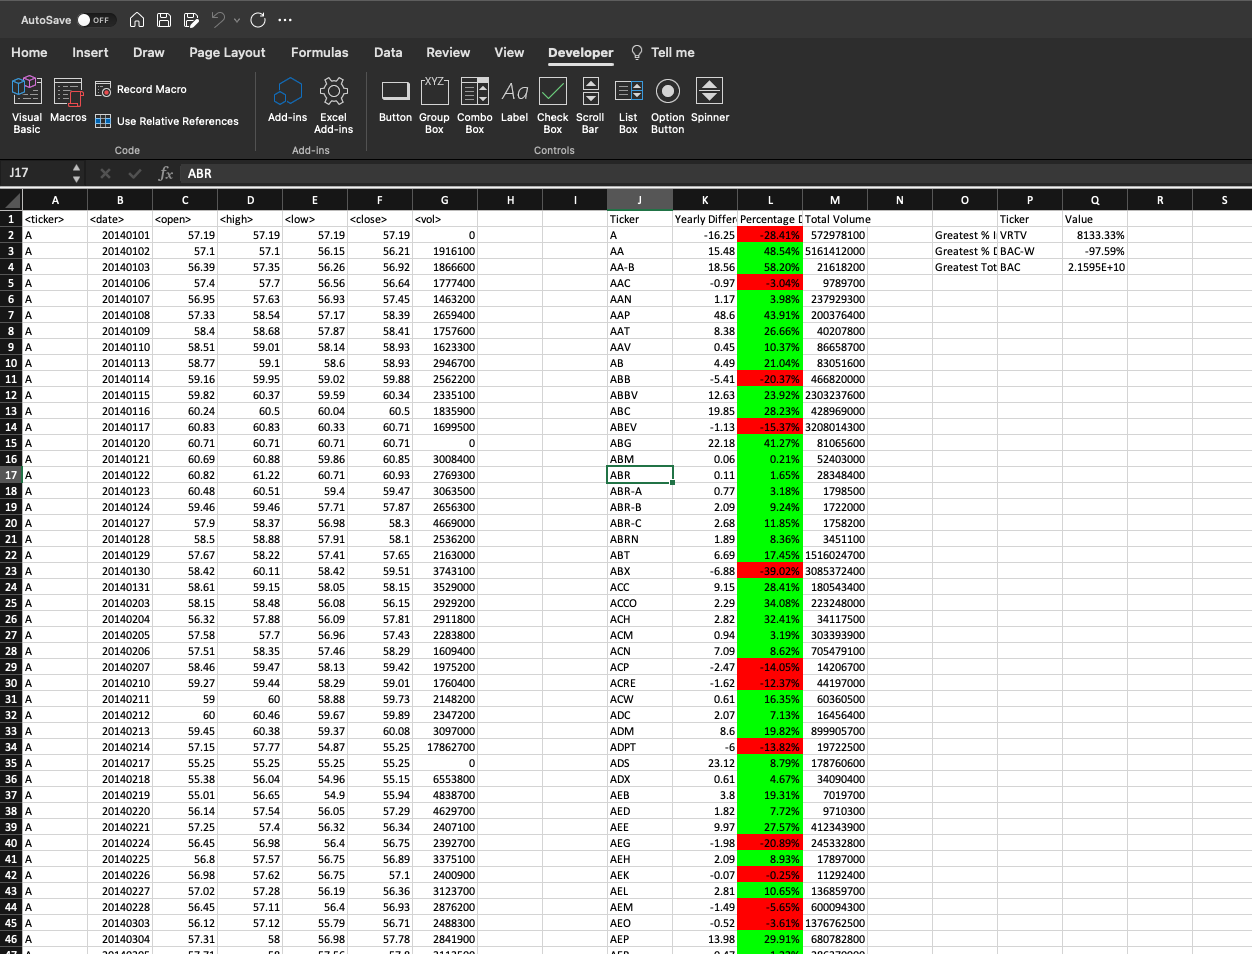 AutoSave OFF
Home Insert Draw Page Layout Formulas Data Review View Developer Tell me
Visual Basic Macros Record Macro Use Relative References Add-ins Excel Add-ins Button Group Box Combo Box Label Check Box Scroll Bar List Box Option Button Spinner
Code Add-ins Controls
J17 fx ABR
A B C D E F G H I J K L M N O P Q R S
1 <ticker> <date> <open> <high> <low> <close> <vol> Ticker Yearly Differ Percentage D Total Volume Ticker Value
2 A 20140101 57.19 57.19 57.19 57.19 0 A -16.25 -28.41% 572978100 Greatest % I VRTV 8133.33%
3 A 20140102 57.1 57.1 56.15 56.21 1916100 AA 15.48 48.54% 5161412000 Greatest % D BAC-W -97.59%
4 A 20140103 56.39 57.35 56.26 56.92 1866600 AA-B 18.56 58.20% 21618200 Greatest Tot BAC 2.1595E+10
5 A 20140106 57.4 57.7 56.56 56.64 1777400 AAC -0.97 -3.04% 9789700
6 A 20140107 56.95 57.63 56.93 57.45 1463200 AAN 1.17 3.98% 237929300
7 A 20140108 57.33 58.54 57.17 58.39 2659400 AAP 48.6 43.91% 200376400
8 A 20140109 58.4 58.68 57.87 58.41 1757600 AAT 8.38 26.66% 40207800
9 A 20140110 58.51 59.01 58.14 58.93 1623300 AAV 0.45 10.37% 86658700
10 A 20140113 58.77 59.1 58.6 58.93 2946700 AB 4.49 21.04% 83051600
11 A 20140114 59.16 59.95 59.02 59.88 2562200 ABB -5.41 -20.37% 466820000
12 A 20140115 59.82 60.37 59.59 60.34 2335100 ABBV 12.63 23.92% 2303237600
13 A 20140116 60.24 60.5 60.04 60.5 1835900 ABC 19.85 28.23% 428969000
14 A 20140117 60.83 60.83 60.33 60.71 1699500 ABEV -1.13 -15.37% 3208014300
15 A 20140120 60.71 60.71 60.71 60.71 0 ABG 22.18 41.27% 81065600
16 A 20140121 60.69 60.88 59.86 60.85 3008400 ABM 0.06 0.21% 52403000
17 A 20140122 60.82 61.22 60.71 60.93 2769300 ABR 0.11 1.65% 28348400
18 A 20140123 60.48 60.51 59.4 59.47 3063500 ABR-A 0.77 3.18% 1798500
19 A 20140124 59.46 59.46 57.71 57.87 2656300 ABR-B 2.09 9.24% 1722000
20 A 20140127 57.9 58.37 56.98 58.3 4669000 ABR-C 2.68 11.85% 1758200
21 A 20140128 58.5 58.88 57.91 58.1 2536200 ABRN 1.89 8.36% 3451100
22 A 20140129 57.67 58.22 57.41 57.65 2163000 ABT 6.69 17.45% 1516024700
23 A 20140130 58.42 60.11 58.42 59.51 3743100 ABX -6.88 -39.02% 3085372400
24 A 20140131 58.61 59.15 58.05 58.15 3529000 ACC 9.15 28.41% 180543400
25 A 20140203 58.15 58.48 56.08 56.15 2929200 ACCO 2.29 34.08% 223248000
26 A 20140204 56.32 57.88 56.09 57.81 2911800 ACH 2.82 32.41% 34117500
27 A 20140205 57.58 57.7 56.96 57.43 2283800 ACM 0.94 3.19% 303393900
28 A 20140206 57.51 58.35 57.46 58.29 1609400 ACN 7.09 8.62% 705479100
29 A 20140207 58.46 59.47 58.13 59.42 1975200 ACP -2.47 -14.05% 14206700
30 A 20140210 59.27 59.44 58.29 59.01 1760400 ACRE -1.62 -12.37% 44197000
31 A 20140211 59 60 58.88 59.73 2148200 ACW 0.61 16.35% 60360500
32 A 20140212 60 60.46 59.67 59.89 2347200 ADC 2.07 7.13% 16456400
33 A 20140213 59.45 60.38 59.37 60.08 3097000 ADM 8.6 19.82% 899905700
34 A 20140214 57.15 57.77 54.87 55.25 17862700 ADPT -6 -13.82% 19722500
35 A 20140217 55.25 55.25 55.25 55.25 0 ADS 23.12 8.79% 178760600
36 A 20140218 55.38 56.04 54.96 55.15 6553800 ADX 0.61 4.67% 34090400
37 A 20140219 55.01 56.65 54.9 55.94 4838700 AEB 3.8 19.31% 7019700
38 A 20140220 56.14 57.54 56.05 57.29 4629700 AED 1.82 7.72% 9710300
39 A 20140221 57.25 57.4 56.32 56.34 2407100 AEE 9.97 27.57% 412343900
40 A 20140224 56.45 56.98 56.4 56.75 2392700 AEG -1.98 -20.89% 245332800
41 A 20140225 56.8 57.57 56.75 56.89 3375100 AEH 2.09 8.93% 17897000
42 A 20140226 56.98 57.62 56.75 57.1 2400900 AEK -0.07 -0.25% 11292400
43 A 20140227 57.02 57.28 56.19 56.36 3123700 AEL 2.81 10.65% 136859700
44 A 20140228 56.45 57.11 56.4 56.93 2876200 AEM -1.49 -5.65% 600094300
45 A 20140303 56.12 57.12 55.79 56.71 2488300 AEO -0.52 -3.61% 1376762500
46 A 20140304 57.31 58 56.98 57.78 2841900 AEP 13.98 29.91% 680782800